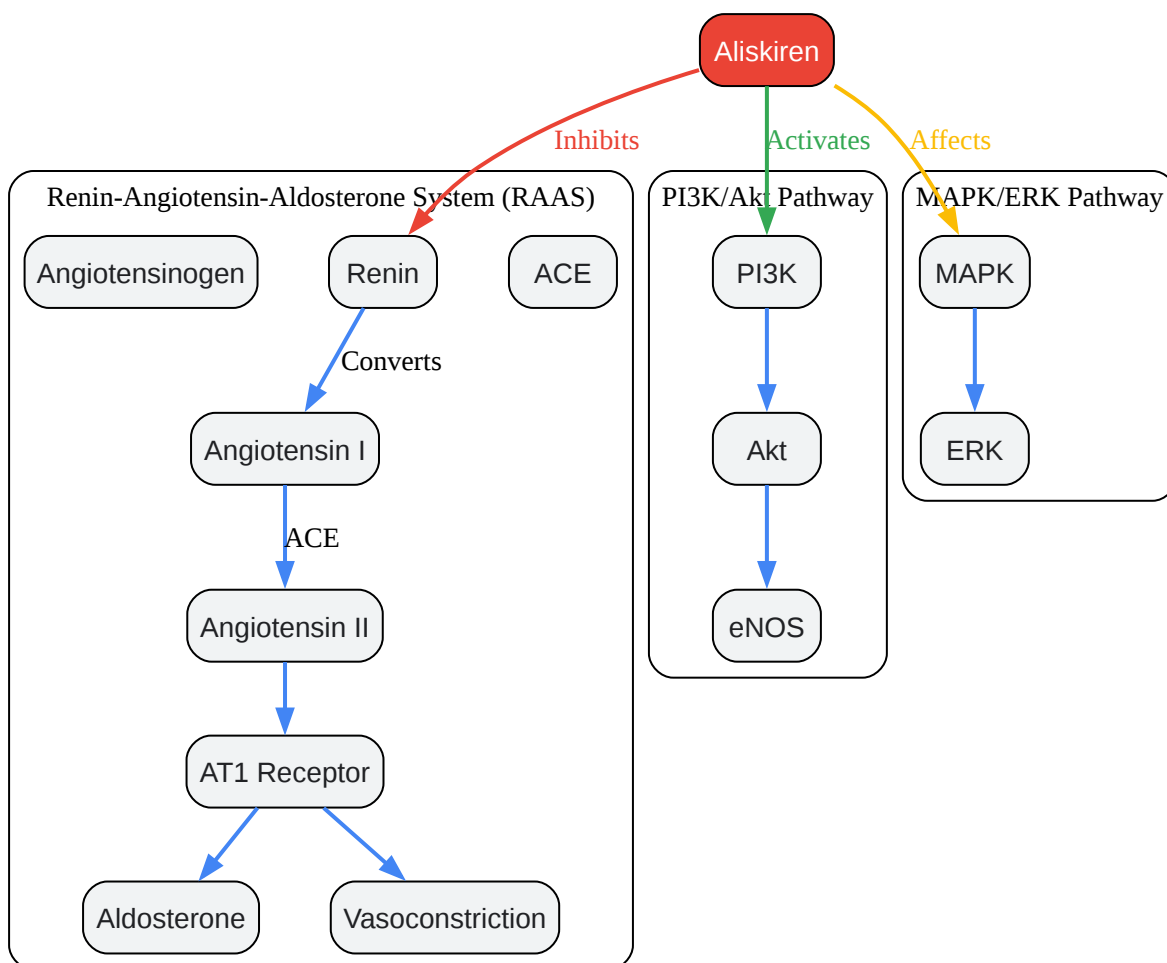 Aliskiren
Inhibits
Activates
Affects
Renin-Angiotensin-Aldosterone System (RAAS)
PI3K/Akt Pathway
MAPK/ERK Pathway
Angiotensinogen
Renin
ACE
PI3K
MAPK
Converts
Angiotensin I
Akt
ERK
ACE
Angiotensin II
eNOS
AT1 Receptor
Aldosterone
Vasoconstriction